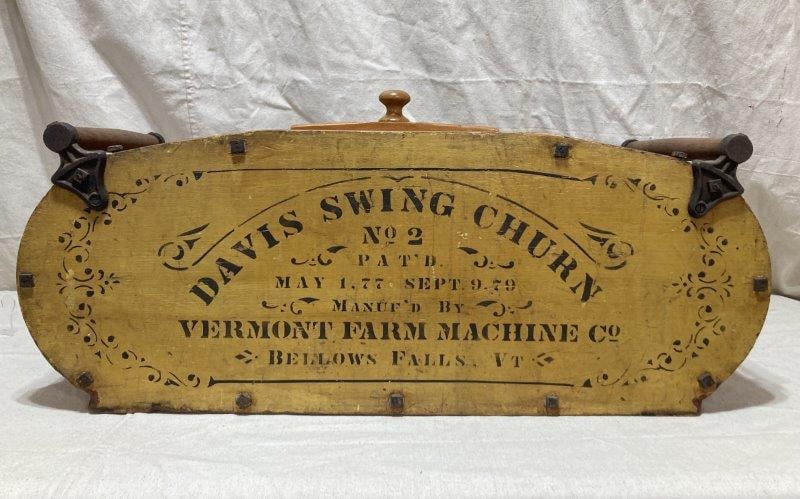 DAVIS SWING CHURN
No 2
PAT'D.
MAY 1.77 SEPT. 9.79
MANUF'D BY
VERMONT FARM MACHINE Co
BELLOWS FALLS, VT